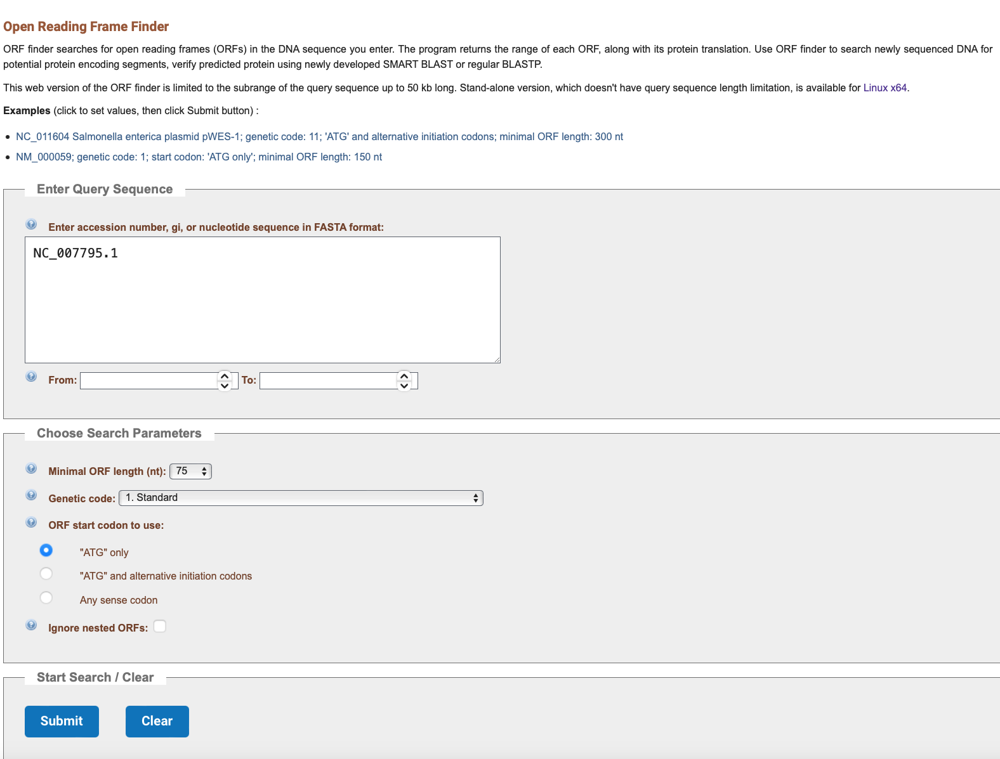 Open Reading Frame Finder
ORF finder searches for open reading frames (ORFs) in the DNA sequence you enter. The program returns the range of each ORF, along with its protein translation. Use ORF finder to search newly sequenced DNA for
potential protein encoding segments, verify predicted protein using newly developed SMART BLAST or regular BLASTP.
This web version of the ORF finder is limited to the subrange of the query sequence up to 50 kb long. Stand-alone version, which doesn't have query sequence length limitation, is available for Linux x64.
Examples (click to set values, then click Submit button) :
• NC_011604 Salmonella enterica plasmid pWES-1; genetic code: 11; 'ATG' and alternative initiation codons; minimal ORF length: 300 nt
• NM_000059; genetic code: 1; start codon: 'ATG only'; minimal ORF length: 150 nt
Enter Query Sequence
? Enter accession number, gi, or nucleotide sequence in FASTA format:
NC_007795.1
? From: To:
Choose Search Parameters
? Minimal ORF length (nt): 75
? Genetic code: 1. Standard
? ORF start codon to use:
"ATG" only
"ATG" and alternative initiation codons
Any sense codon
? Ignore nested ORFs:
Start Search / Clear
Submit Clear